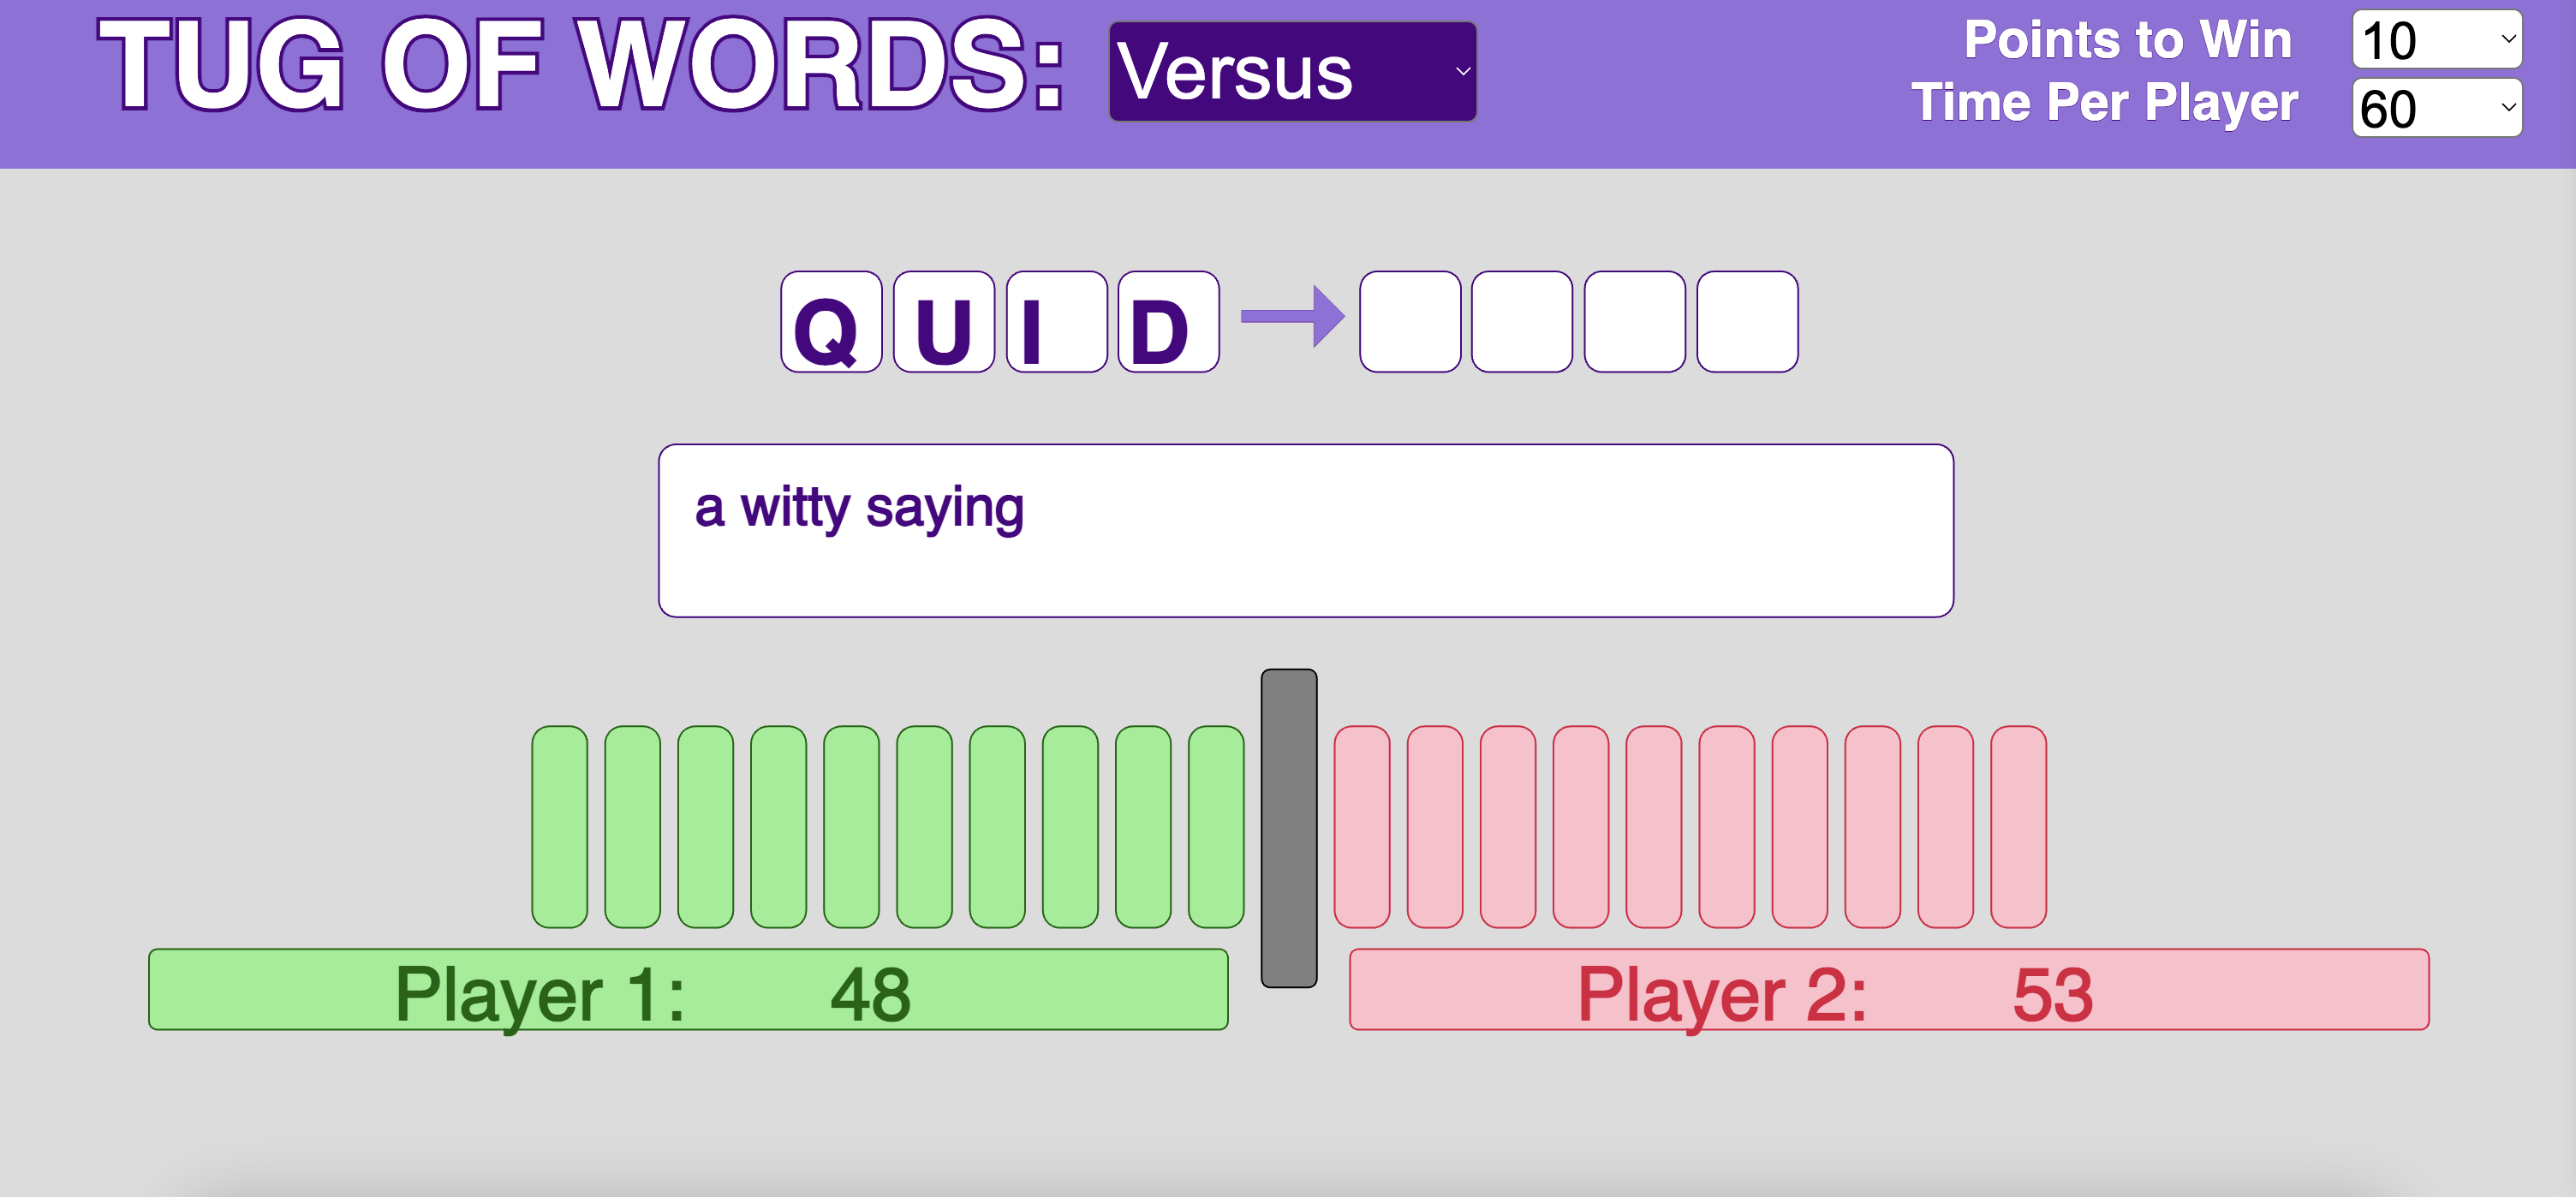 TUG OF WORDS: Versus
Points to Win 10
Time Per Player 60
QUID
a witty saying
Player 1: 48
Player 2: 53